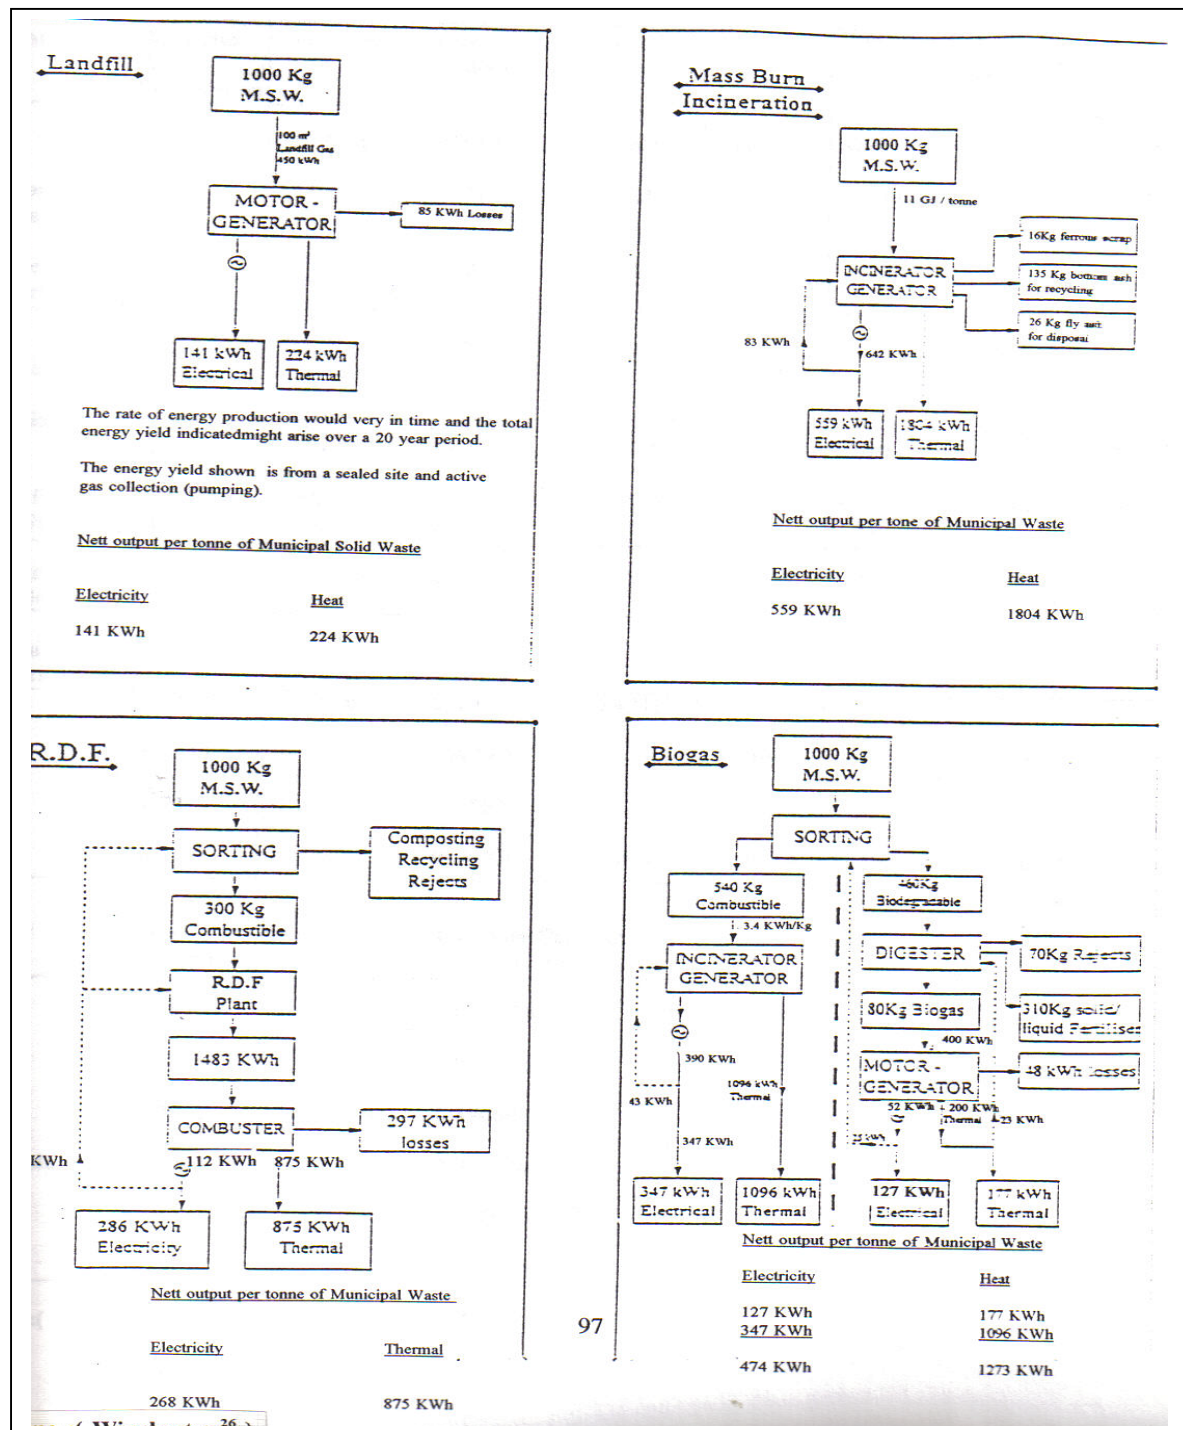 Landfill
1000 Kg
M.S.W.
100 m³
Landfill Gas
450 kWh
MOTOR -
GENERATOR
85 KWh Losses
141 kWh
Electrical
224 kWh
Thermal
The rate of energy production would very in time and the total
energy yield indicatedmight arise over a 20 year period.
The energy yield shown is from a sealed site and active
gas collection (pumping).
Nett output per tonne of Municipal Solid Waste
Electricity
Heat
141 KWh
224 KWh
Mass Burn
Incineration
1000 Kg
M.S.W.
11 GJ / tonne
INCINERATOR
GENERATOR
16Kg ferrous scrap
135 Kg bottom ash
for recycling
26 Kg fly ash
for disposal
83 KWh
642 KWh
559 kWh
Electrical
1804 kWh
Thermal
Nett output per tone of Municipal Waste
Electricity
Heat
559 KWh
1804 KWh
R.D.F.
1000 Kg
M.S.W.
SORTING
Composting
Recycling
Rejects
300 Kg
Combustible
R.D.F
Plant
1483 KWh
COMBUSTER
297 KWh
losses
KWh
112 KWh
875 KWh
286 KWh
Electricity
875 KWh
Thermal
Nett output per tonne of Municipal Waste
Electricity
Thermal
268 KWh
875 KWh
Biogas
1000 Kg
M.S.W.
SORTING
540 Kg
Combustible
3.4 KWh/Kg
INCINERATOR
GENERATOR
390 KWh
1096 kWh
Thermal
43 KWh
347 KWh
347 kWh
Electrical
1096 kWh
Thermal
460Kg
Biodegradable
DIGESTER
70Kg Rejects
80Kg Biogas
310Kg solid/
liquid Fertilises
400 KWh
MOTOR -
GENERATOR
48 kWh losses
52 KWh
200 KWh
Thermal
23 KWh
127 KWh
Electrical
177 kWh
Thermal
Nett output per tonne of Municipal Waste
Electricity
Heat
127 KWh
177 KWh
347 KWh
1096 KWh
474 KWh
1273 KWh
97
26